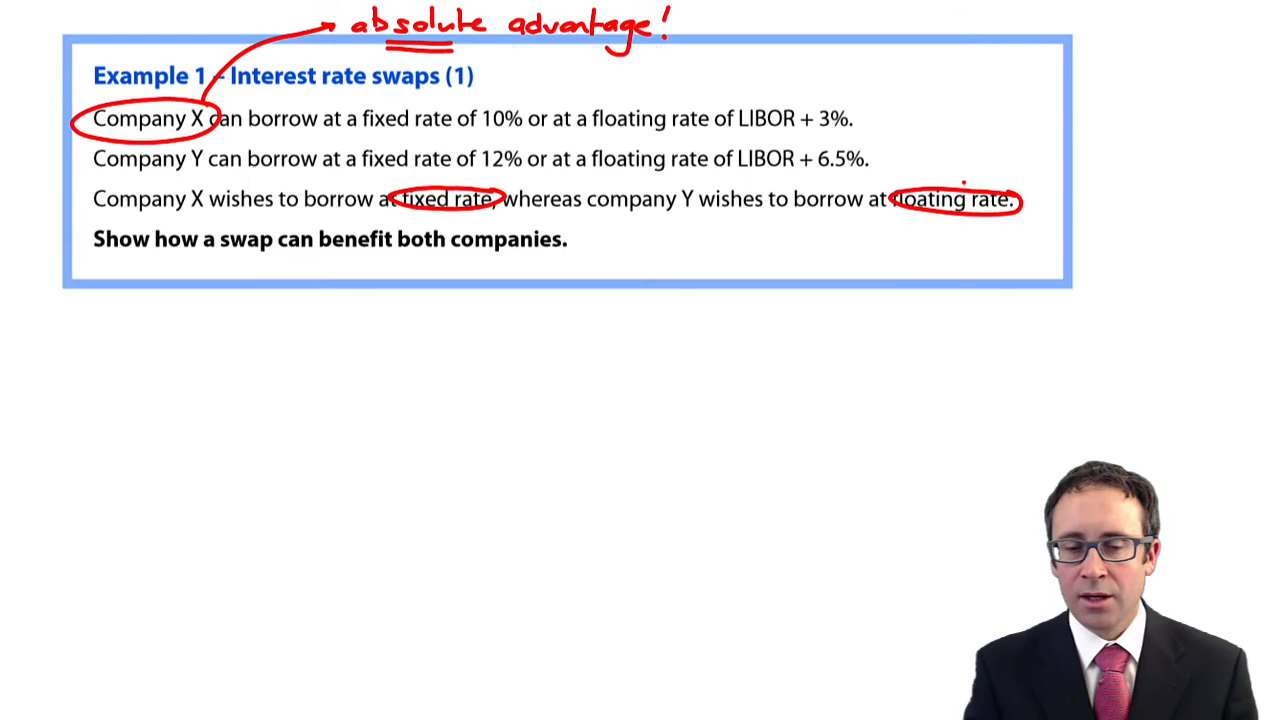 absolute advantage!
Example 1 – Interest rate swaps (1)
Company X can borrow at a fixed rate of 10% or at a floating rate of LIBOR + 3%.
Company Y can borrow at a fixed rate of 12% or at a floating rate of LIBOR + 6.5%.
Company X wishes to borrow at fixed rate, whereas company Y wishes to borrow at floating rate.
Show how a swap can benefit both companies.